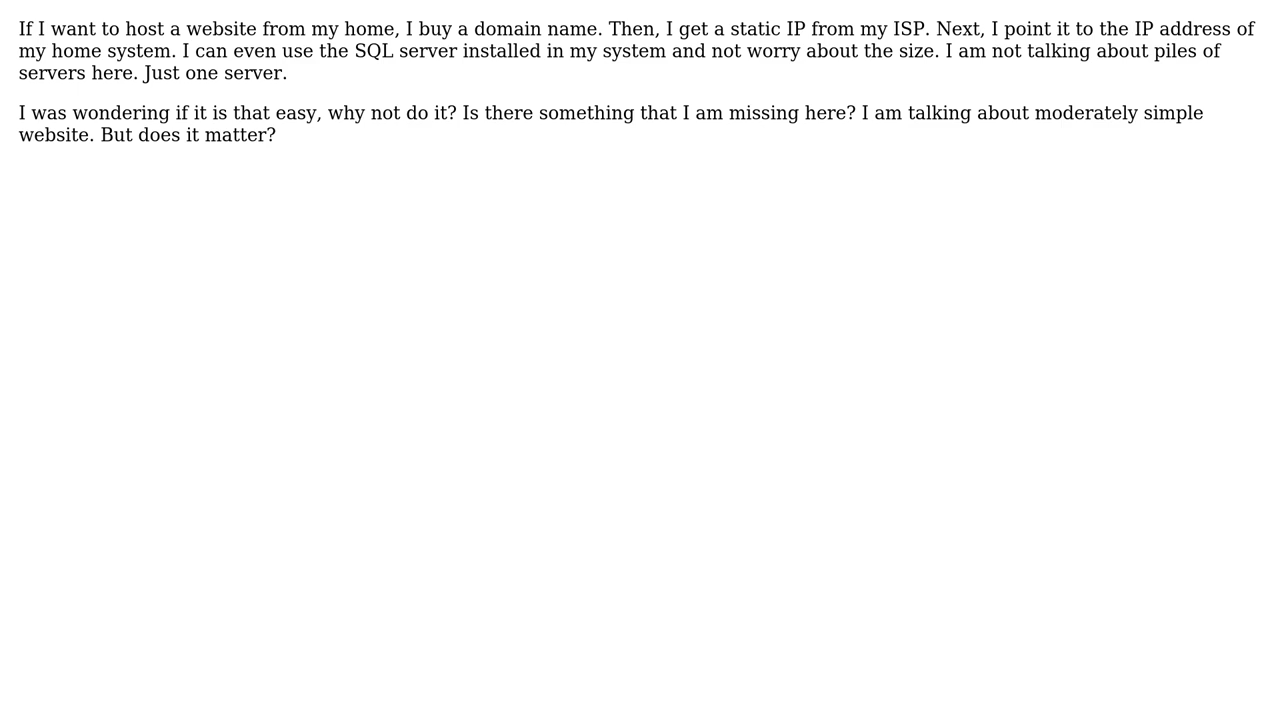 If I want to host a website from my home, I buy a domain name. Then, I get a static IP from my ISP. Next, I point it to the IP address of
my home system. I can even use the SQL server installed in my system and not worry about the size. I am not talking about piles of
servers here. Just one server.
I was wondering if it is that easy, why not do it? Is there something that I am missing here? I am talking about moderately simple
website. But does it matter?